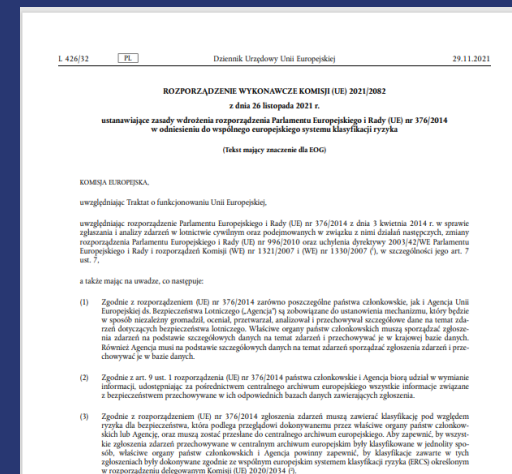 L 426/32 PL Dziennik Urzędowy Unii Europejskiej 29.11.2021
ROZPORZĄDZENIE WYKONAWCZE KOMISJI (UE) 2021/2082
z dnia 26 listopada 2021 r.
ustanawiające zasady wdrożenia rozporządzenia Parlamentu Europejskiego i Rady (UE) nr 376/2014
w odniesieniu do wspólnego europejskiego systemu klasyfikacji ryzyka
(Tekst mający znaczenie dla EOG)
KOMISJA EUROPEJSKA,
uwzględniając Traktat o funkcjonowaniu Unii Europejskiej,
uwzględniając rozporządzenie Parlamentu Europejskiego i Rady (UE) nr 376/2014 z dnia 3 kwietnia 2014 r. w sprawie
zgłaszania i analizy zdarzeń w lotnictwie cywilnym oraz podejmowanych w związku z nimi działań następczych, zmiany
rozporządzenia Parlamentu Europejskiego i Rady (UE) nr 996/2010 oraz uchylenia dyrektywy 2003/42/WE Parlamentu
Europejskiego i Rady i rozporządzeń Komisji (WE) nr 1321/2007 i (WE) nr 1330/2007 (¹), w szczególności jego art. 7
ust. 7,
a także mając na uwadze, co następuje:
(1) Zgodnie z rozporządzeniem (UE) nr 376/2014 zarówno poszczególne państwa członkowskie, jak i Agencja Unii
Europejskiej ds. Bezpieczeństwa Lotniczego („Agencja”) są zobowiązane do ustanowienia mechanizmu, który będzie
w sposób niezależny gromadził, oceniał, przetwarzał, analizował i przechowywał szczegółowe dane na temat zda-
rzeń dotyczących bezpieczeństwa lotniczego. Właściwe organy państw członkowskich muszą sporządzać zgłosze-
nia zdarzeń na podstawie szczegółowych danych na temat zdarzeń i przechowywać je w krajowej bazie danych.
Również Agencja musi na podstawie szczegółowych danych na temat zdarzeń sporządzać zgłoszenia zdarzeń i prze-
chowywać je w bazie danych.
(2) Zgodnie z art. 9 ust. 1 rozporządzenia (UE) nr 376/2014 państwa członkowskie i Agencja biorą udział w wymianie
informacji, udostępniając za pośrednictwem centralnego archiwum europejskiego wszystkie informacje związane
z bezpieczeństwem przechowywane w ich odpowiednich bazach danych zawierających zgłoszenia.
(3) Zgodnie z rozporządzeniem (UE) nr 376/2014 zgłoszenia zdarzeń muszą zawierać klasyfikację pod względem
ryzyka dla bezpieczeństwa, która podlega przeglądowi dokonywanemu przez właściwe organy państw członkow-
skich lub Agencję, oraz muszą zostać przesłane do centralnego archiwum europejskiego. Aby zapewnić, by wszyst-
kie zgłoszenia zdarzeń przechowywane w centralnym archiwum europejskim były klasyfikowane w jednolity spo-
sób, właściwe organy państw członkowskich i Agencja powinny zapewnić, by klasyfikacje zawarte w tych
zgłoszeniach były dokonywane zgodnie ze wspólnym europejskim systemem klasyfikacji ryzyka (ERCS) określonym
w rozporządzeniu delegowanym Komisji (UE) 2020/2034 (²).